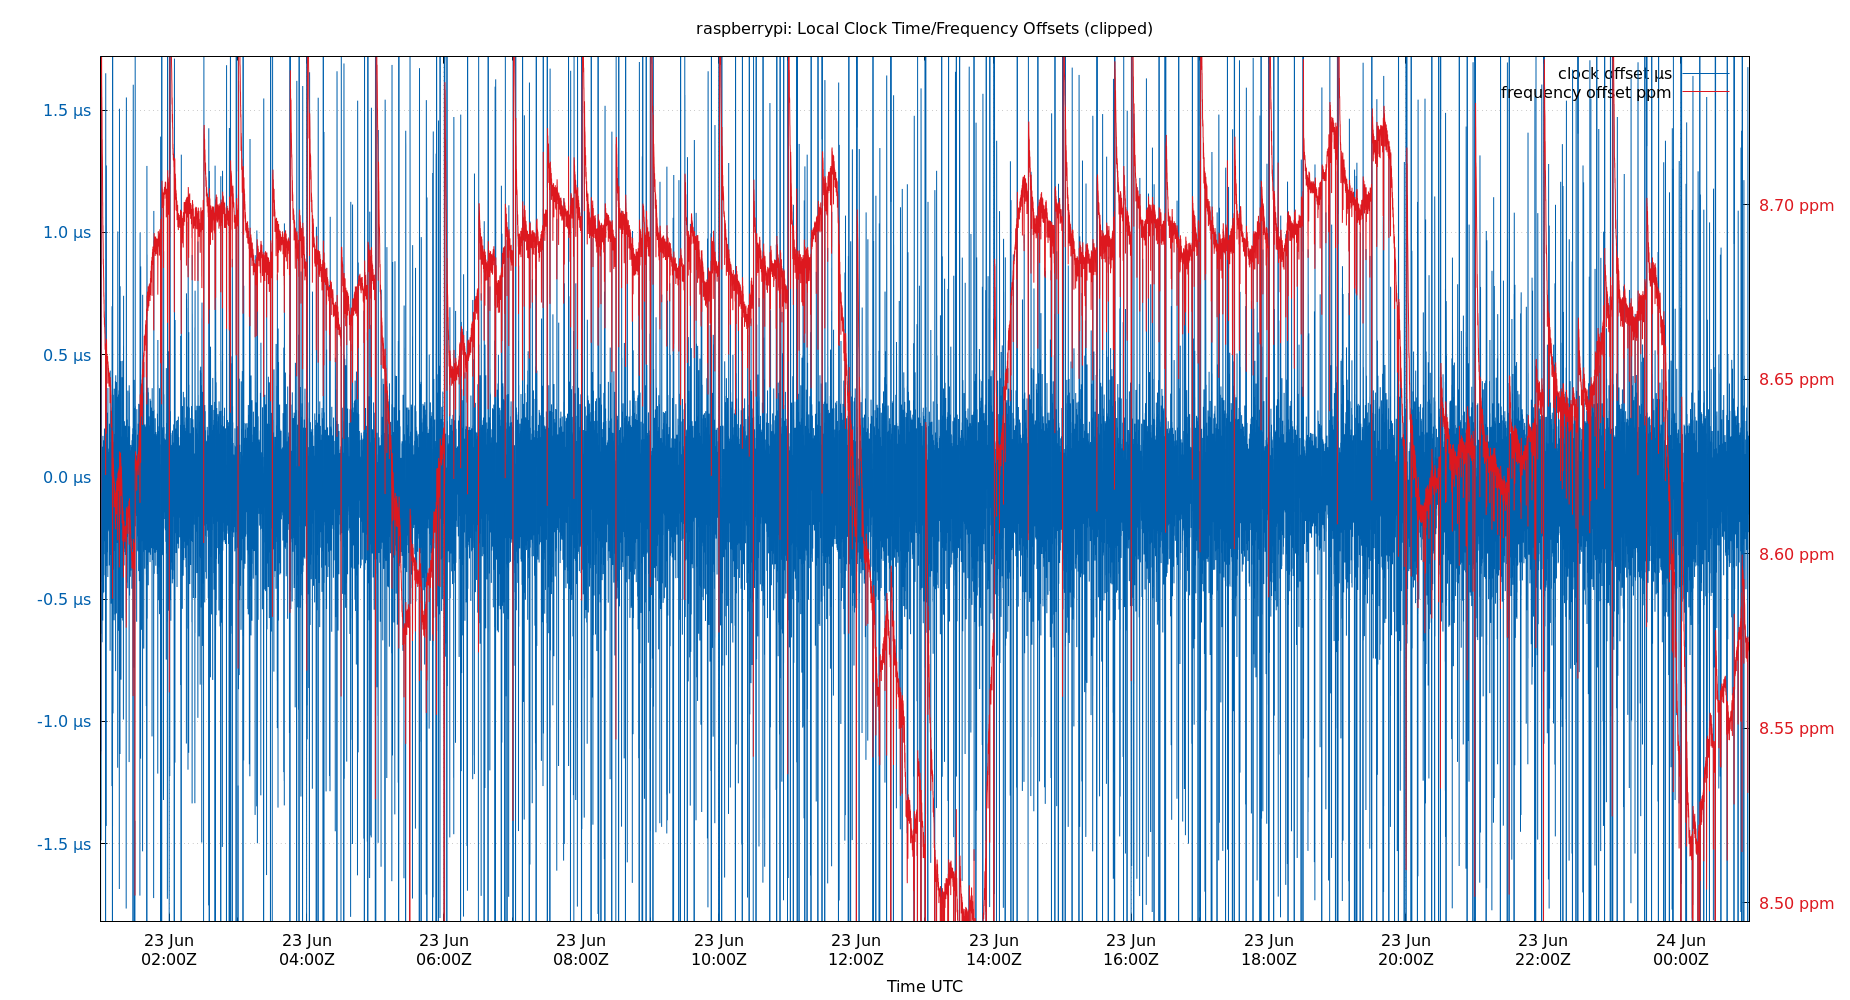 raspberrypi: Local Clock Time/Frequency Offsets (clipped)
clock offset µs
frequency offset ppm
1.5 µs
1.0 µs
0.5 µs
0.0 µs
-0.5 µs
-1.0 µs
-1.5 µs
8.70 ppm
8.65 ppm
8.60 ppm
8.55 ppm
8.50 ppm
23 Jun 23 Jun 23 Jun 23 Jun 23 Jun 23 Jun 23 Jun 23 Jun 23 Jun 23 Jun 23 Jun 24 Jun
02:00Z 04:00Z 06:00Z 08:00Z 10:00Z 12:00Z 14:00Z 16:00Z 18:00Z 20:00Z 22:00Z 00:00Z
Time UTC